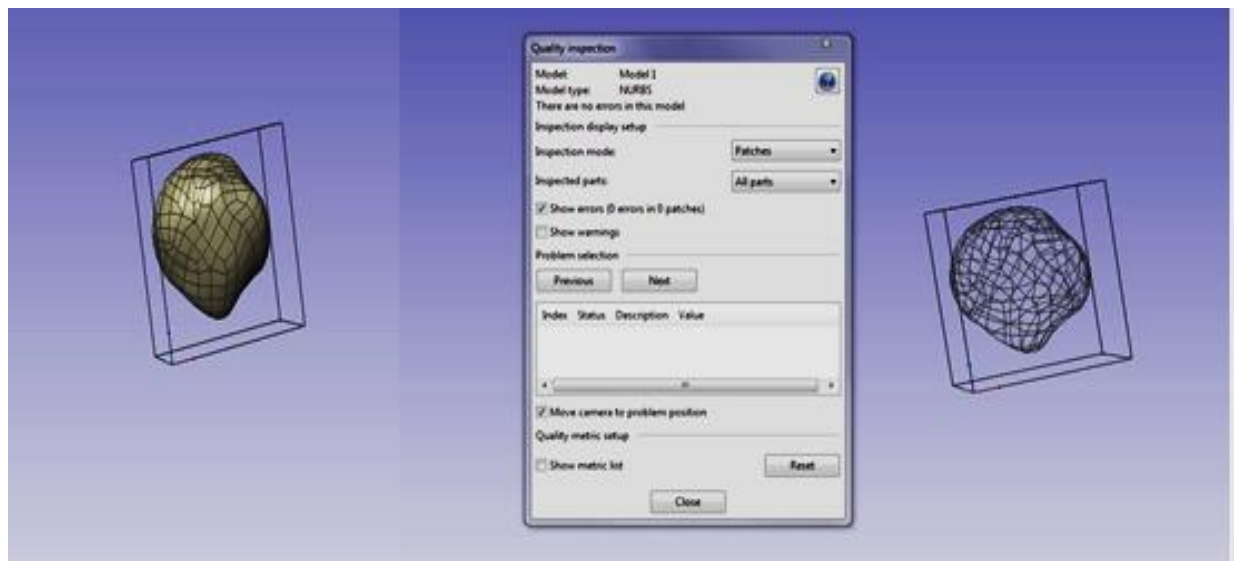 Quality inspection
Model: Model 1
Model type: NURBS
There are no errors in this model
Inspection display setup
Inspection mode: Patches
Inspected parts: All parts
Show errors (0 errors in 0 patches)
Show warnings
Problem selection
Previous Next
Index Status Description Value
Move camera to problem position
Quality metric setup
Show metric list Reset
Close